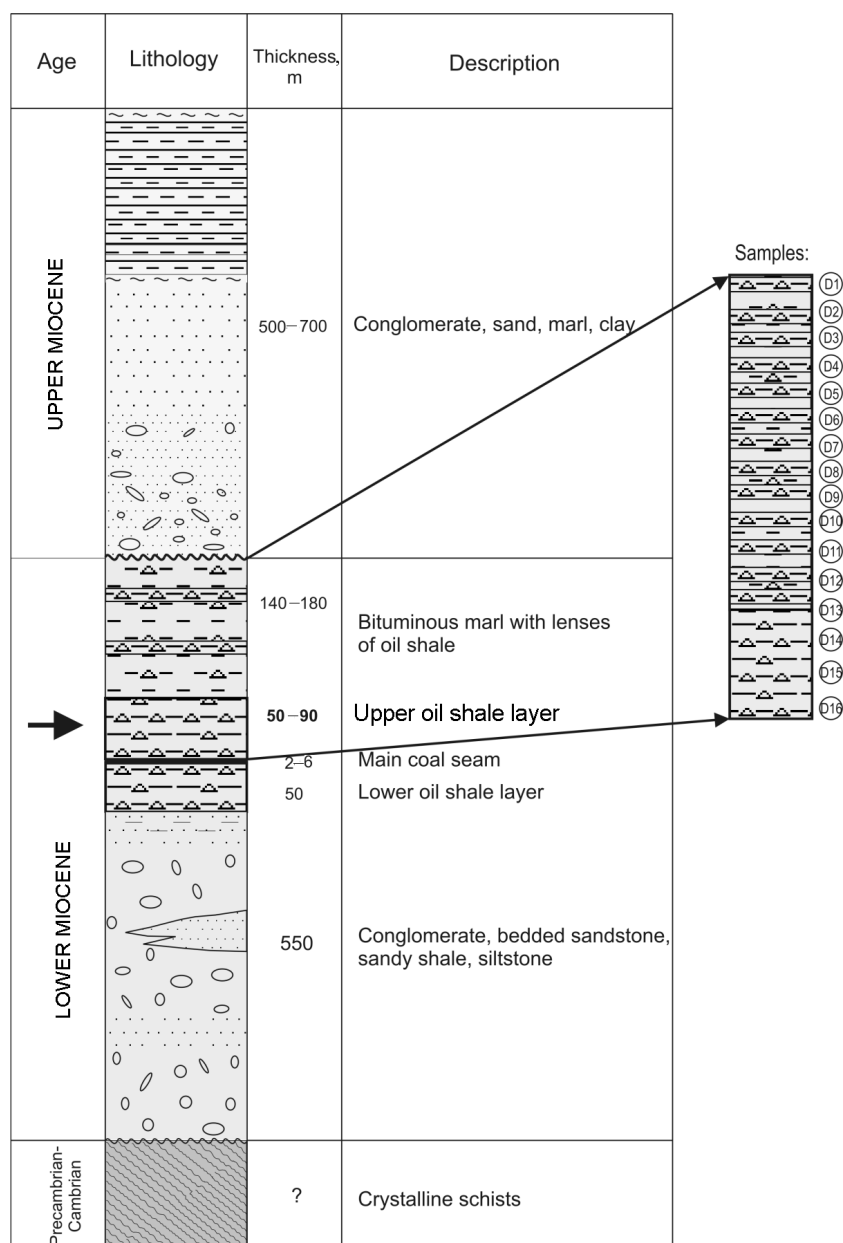 Age
Lithology
Thickness,
m
Description
UPPER MIOCENE
500–700
Conglomerate, sand, marl, clay
LOWER MIOCENE
140–180
Bituminous marl with lenses
of oil shale
50–90
Upper oil shale layer
2–6
Main coal seam
50
Lower oil shale layer
550
Conglomerate, bedded sandstone,
sandy shale, siltstone
Precambrian-
Cambrian
?
Crystalline schists
Samples:
D1
D2
D3
D4
D5
D6
D7
D8
D9
D10
D11
D12
D13
D14
D15
D16